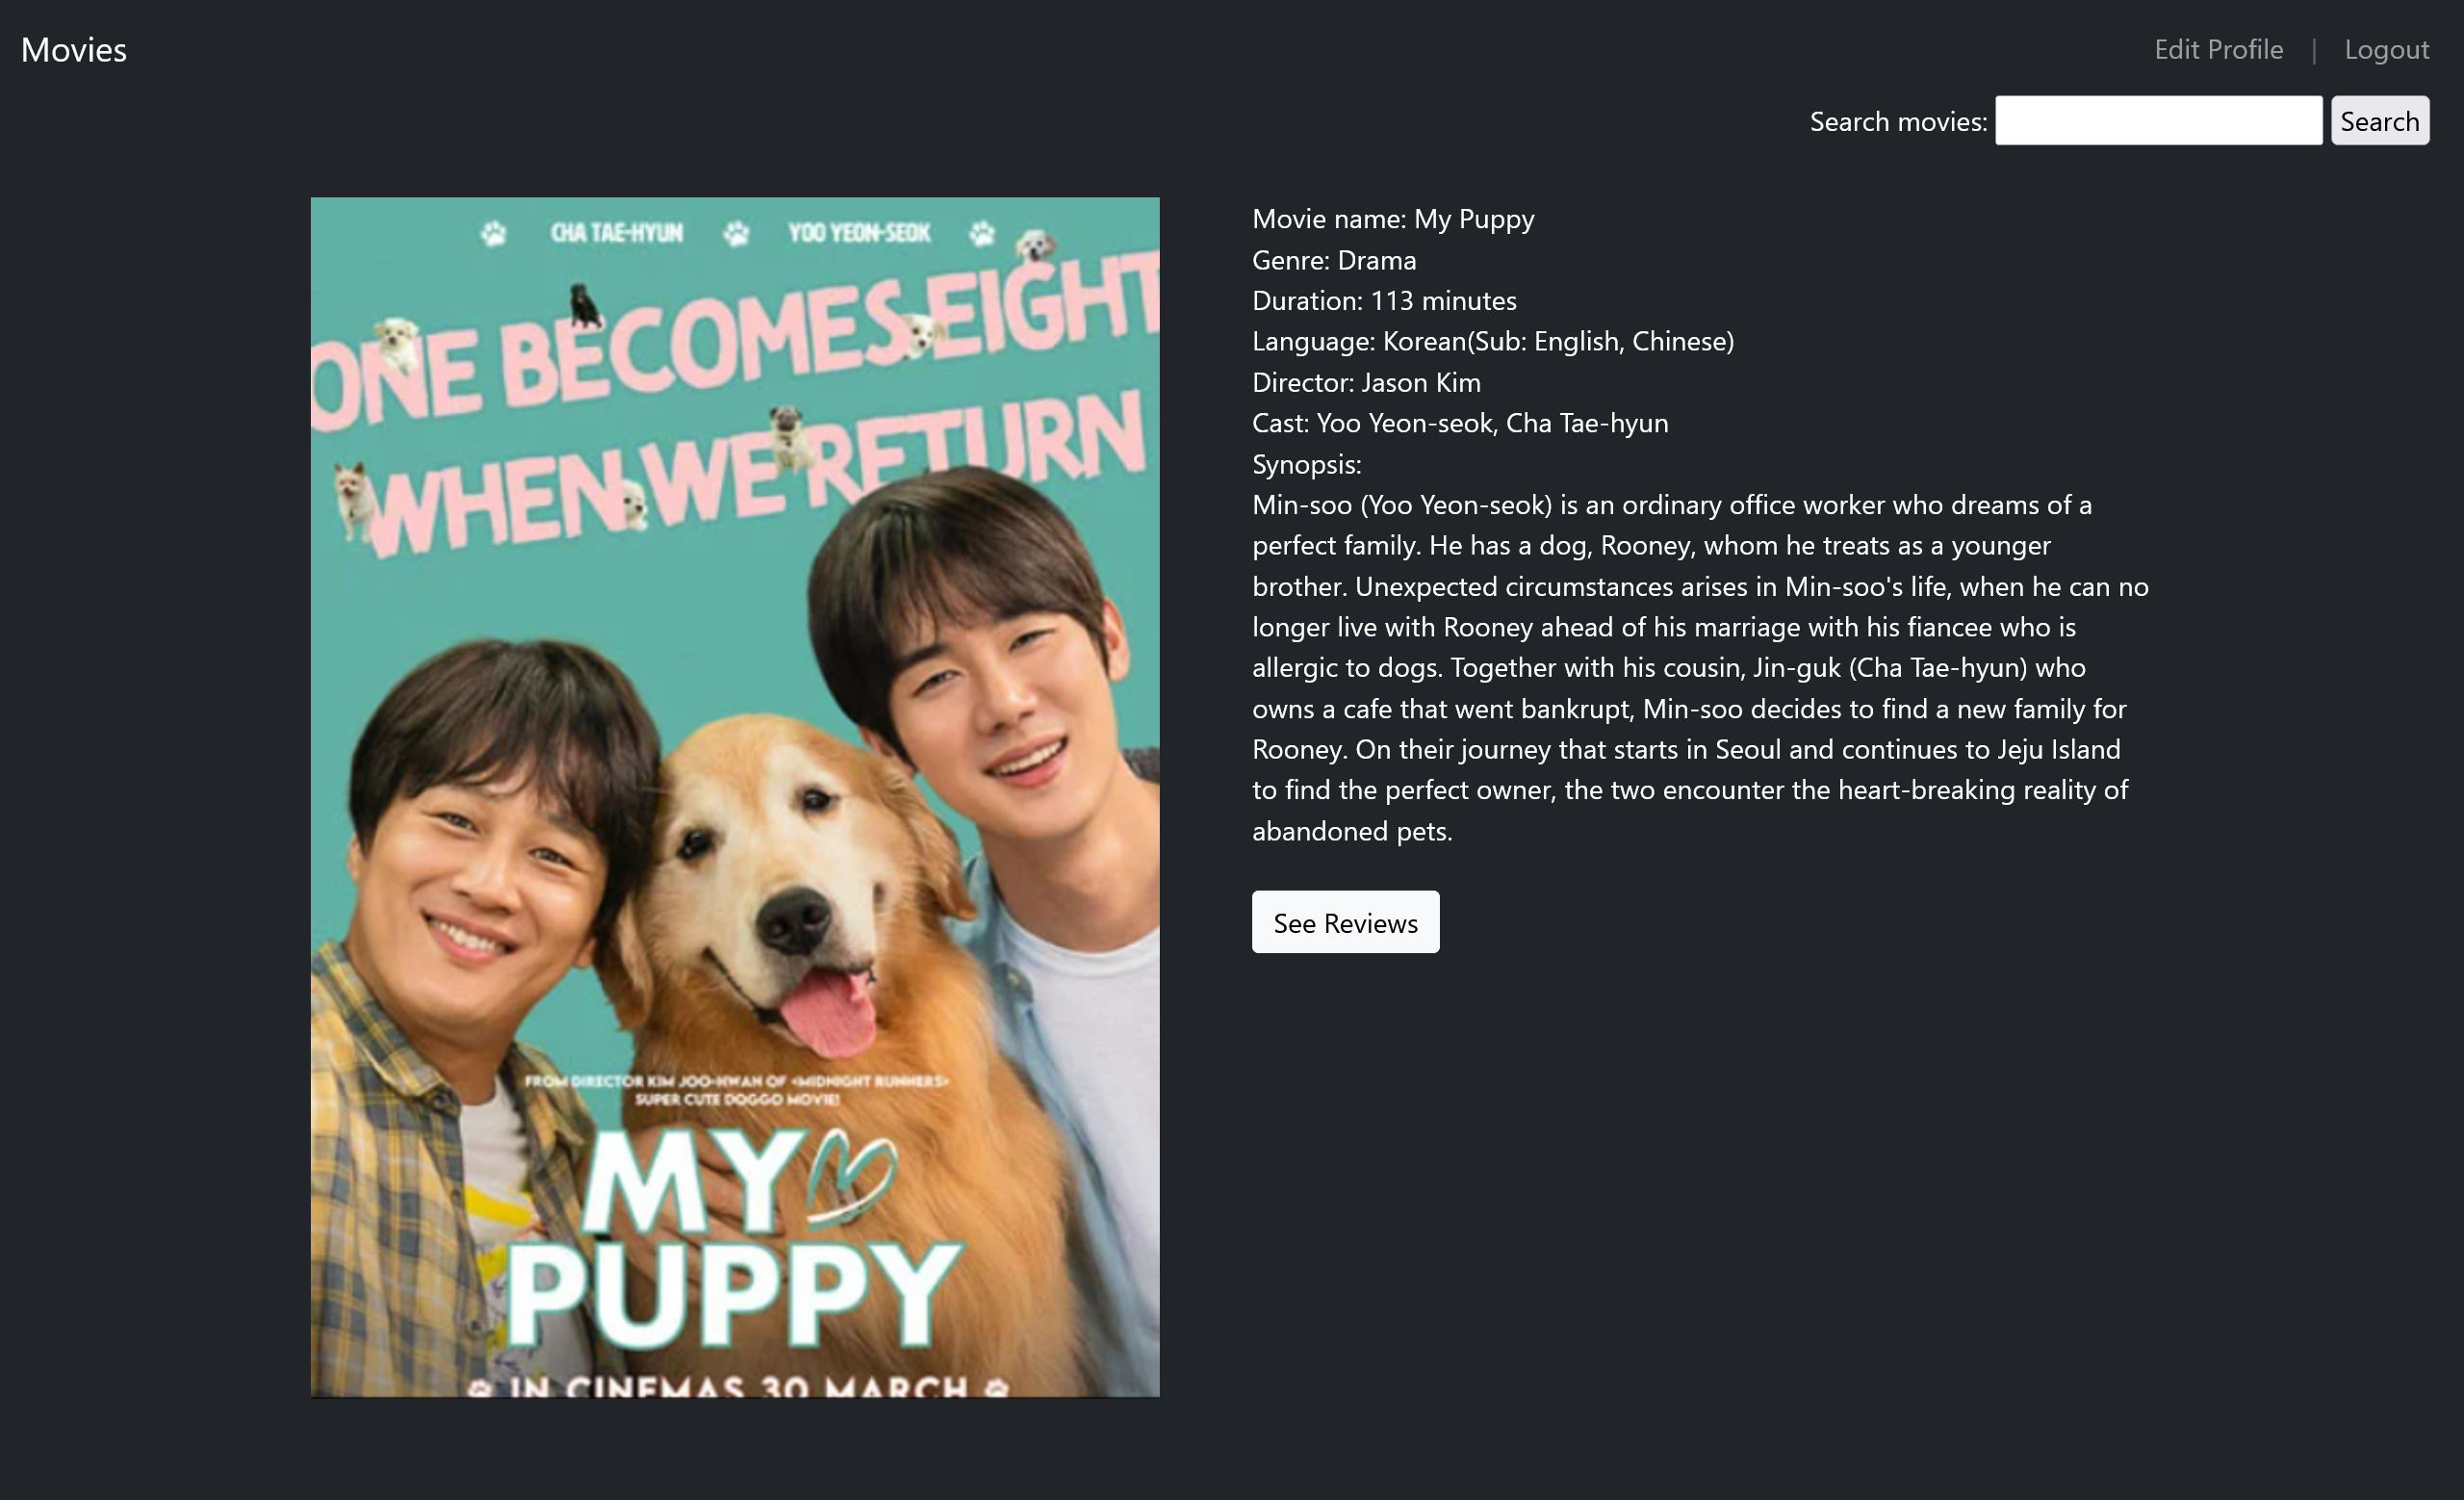 Movies
Edit Profile | Logout
Search movies: Search
CHA TAE-HYUN YOO YEON-SEOK
ONE BECOMES EIGHT
WHEN WE RETURN
FROM DIRECTOR KIM JOO-HWAN OF <MIDNIGHT RUNNERS>
SUPER CUTE DOGGO MOVIE!
MY
PUPPY
IN CINEMAS 30 MARCH
Movie name: My Puppy
Genre: Drama
Duration: 113 minutes
Language: Korean(Sub: English, Chinese)
Director: Jason Kim
Cast: Yoo Yeon-seok, Cha Tae-hyun
Synopsis:
Min-soo (Yoo Yeon-seok) is an ordinary office worker who dreams of a
perfect family. He has a dog, Rooney, whom he treats as a younger
brother. Unexpected circumstances arises in Min-soo's life, when he can no
longer live with Rooney ahead of his marriage with his fiancee who is
allergic to dogs. Together with his cousin, Jin-guk (Cha Tae-hyun) who
owns a cafe that went bankrupt, Min-soo decides to find a new family for
Rooney. On their journey that starts in Seoul and continues to Jeju Island
to find the perfect owner, the two encounter the heart-breaking reality of
abandoned pets.
See Reviews